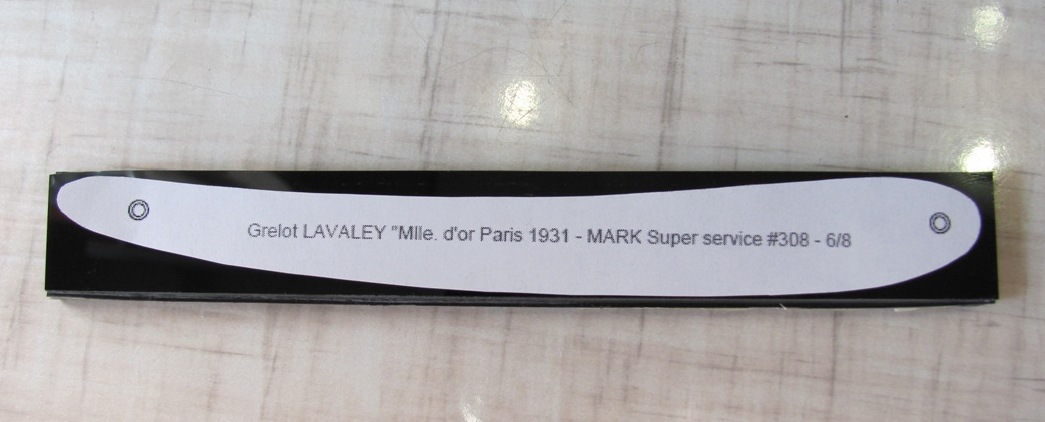 Grelot LAVALEY "Mlle. d'or Paris 1931 - MARK Super service #308 - 6/8